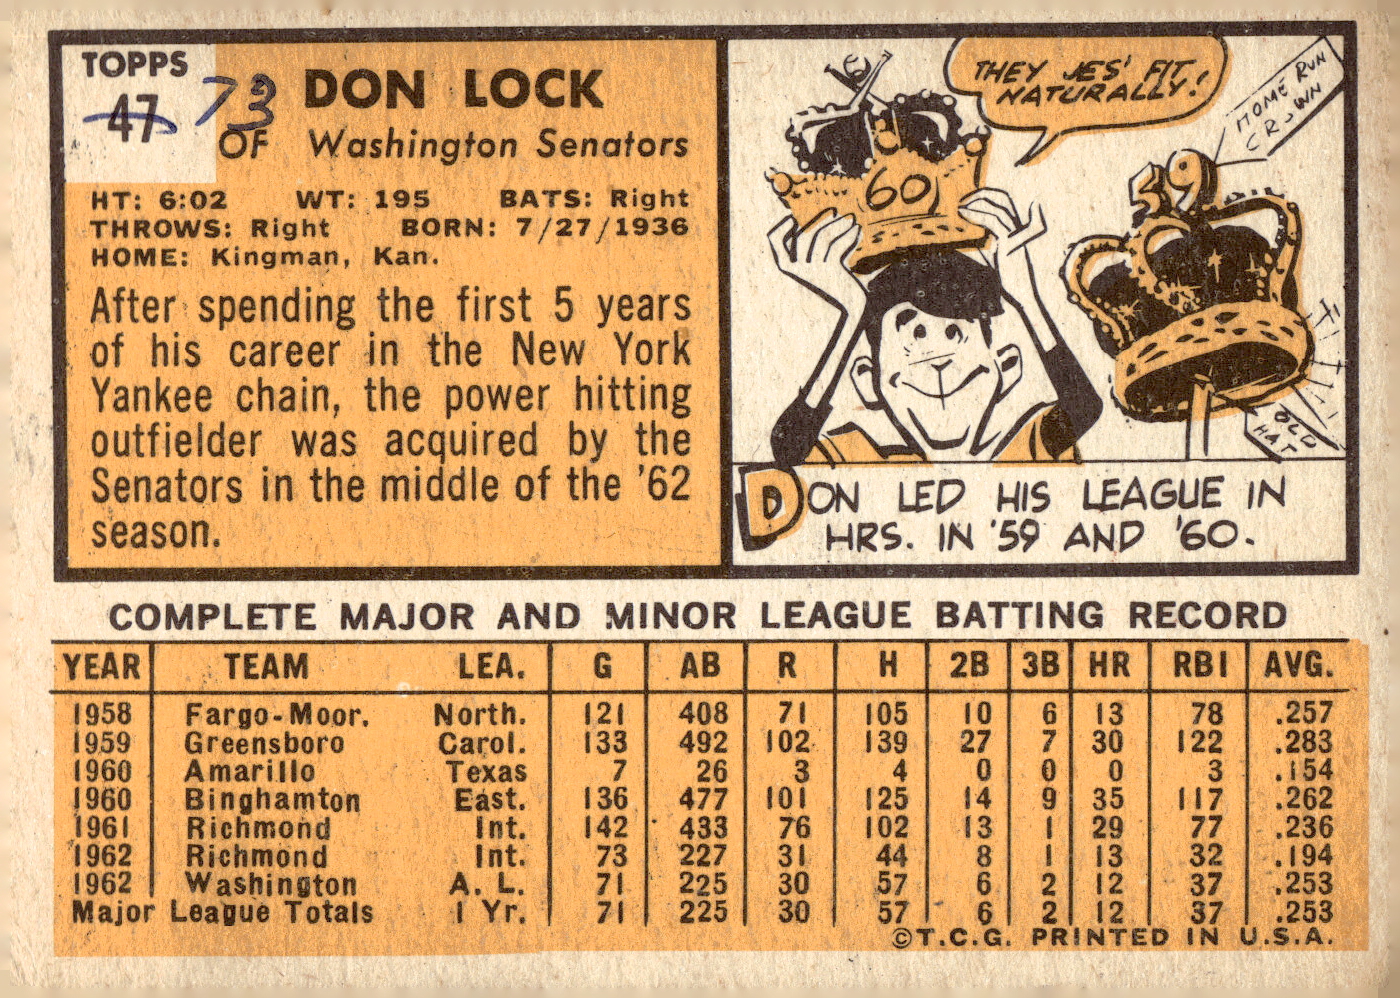 TOPPS
47 73
DON LOCK
OF Washington Senators
HT: 6:02 WT: 195 BATS: Right
THROWS: Right BORN: 7/27/1936
HOME: Kingman, Kan.
After spending the first 5 years
of his career in the New York
Yankee chain, the power hitting
outfielder was acquired by the
Senators in the middle of the '62
season.
THEY JES' FIT
NATURALLY!
HOME RUN
CROWN
60
59
OLD
HAT
DON LED HIS LEAGUE IN
HRS. IN '59 AND '60.
COMPLETE MAJOR AND MINOR LEAGUE BATTING RECORD
YEAR TEAM LEA. G AB R H 2B 3B HR RBI AVG.
1958 Fargo-Moor. North. 121 408 71 105 10 6 13 78 .257
1959 Greensboro Carol. 133 492 102 139 27 7 30 122 .283
1960 Amarillo Texas 7 26 3 4 0 0 0 3 .154
1960 Binghamton East. 136 477 101 125 14 9 35 117 .262
1961 Richmond Int. 142 433 76 102 13 1 29 77 .236
1962 Richmond Int. 73 227 31 44 8 1 13 32 .194
1962 Washington A. L. 71 225 30 57 6 2 12 37 .253
Major League Totals 1 Yr. 71 225 30 57 6 2 12 37 .253
©T.C.G. PRINTED IN U.S.A.